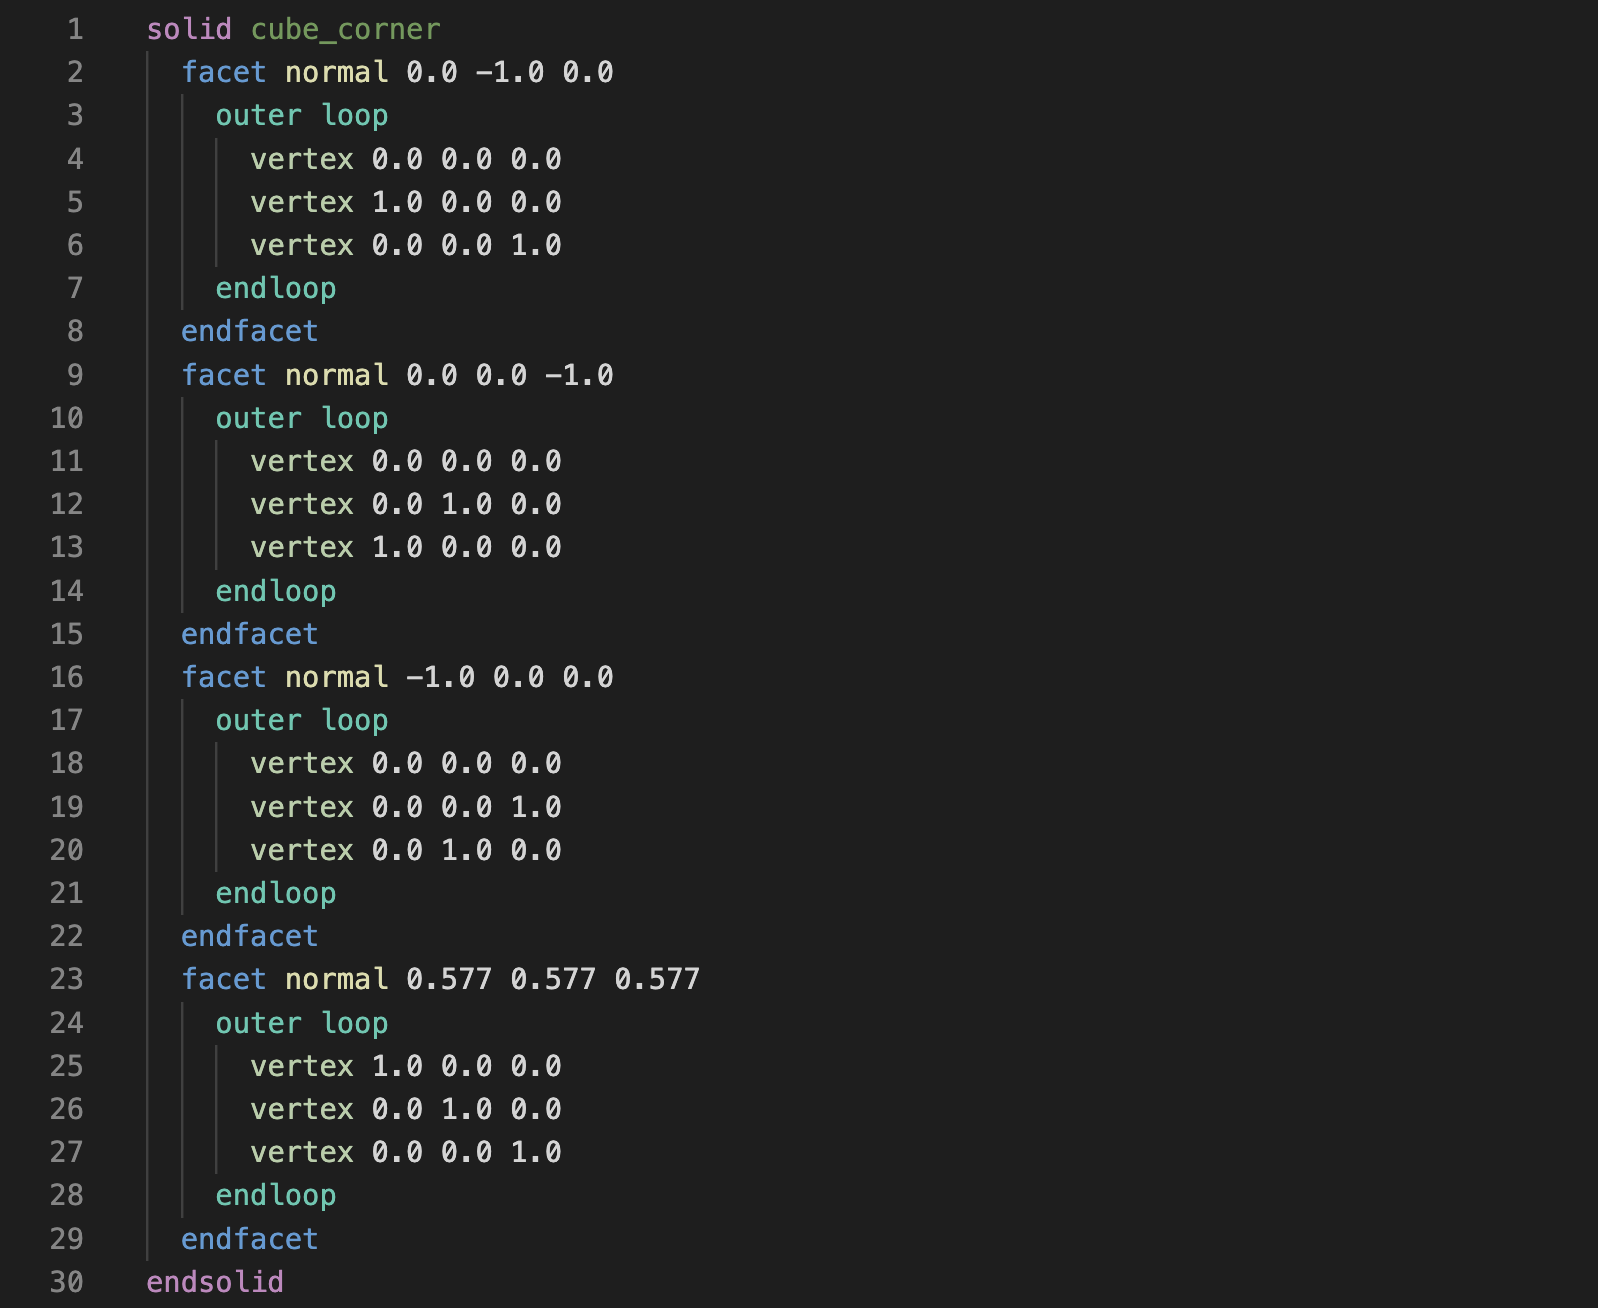 1 solid cube_corner
2 facet normal 0.0 -1.0 0.0
3 outer loop
4 vertex 0.0 0.0 0.0
5 vertex 1.0 0.0 0.0
6 vertex 0.0 0.0 1.0
7 endloop
8 endfacet
9 facet normal 0.0 0.0 -1.0
10 outer loop
11 vertex 0.0 0.0 0.0
12 vertex 0.0 1.0 0.0
13 vertex 1.0 0.0 0.0
14 endloop
15 endfacet
16 facet normal -1.0 0.0 0.0
17 outer loop
18 vertex 0.0 0.0 0.0
19 vertex 0.0 0.0 1.0
20 vertex 0.0 1.0 0.0
21 endloop
22 endfacet
23 facet normal 0.577 0.577 0.577
24 outer loop
25 vertex 1.0 0.0 0.0
26 vertex 0.0 1.0 0.0
27 vertex 0.0 0.0 1.0
28 endloop
29 endfacet
30 endsolid